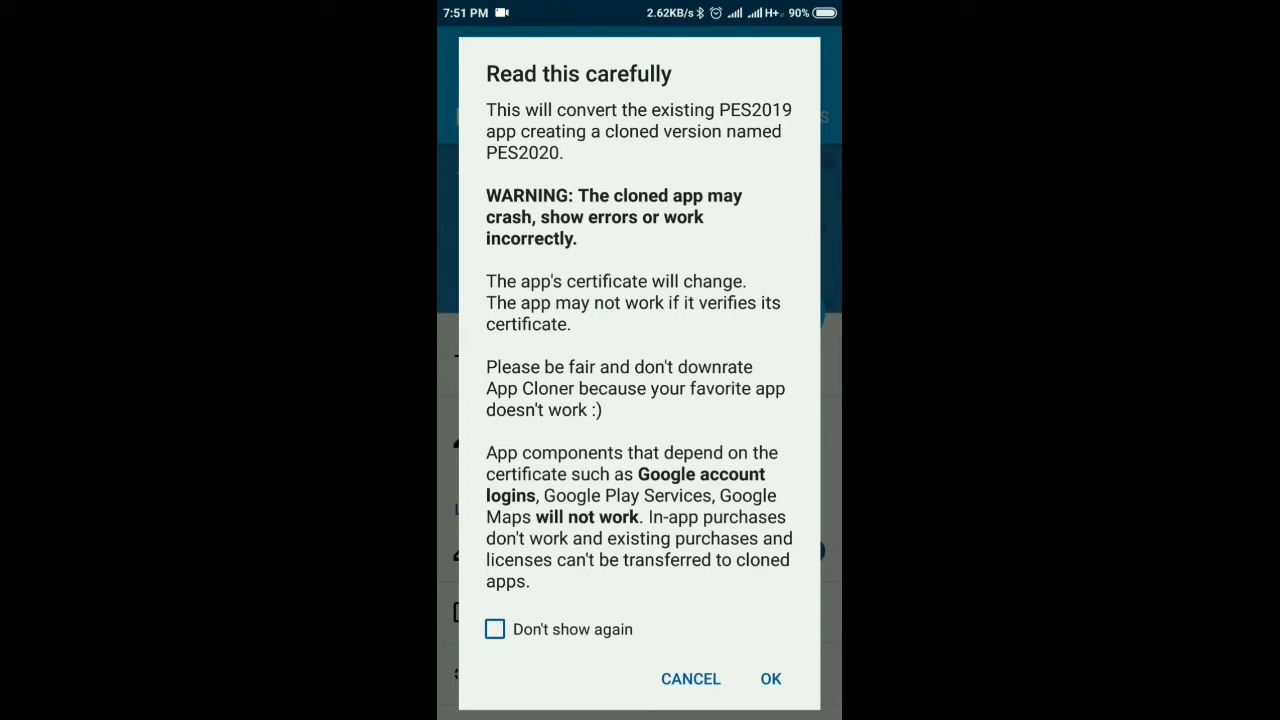 7:51 PM 2.62KB/s H+ 90%
Read this carefully
This will convert the existing PES2019
app creating a cloned version named
PES2020.
WARNING: The cloned app may
crash, show errors or work
incorrectly.
The app's certificate will change.
The app may not work if it verifies its
certificate.
Please be fair and don't downrate
App Cloner because your favorite app
doesn't work :)
App components that depend on the
certificate such as Google account
logins, Google Play Services, Google
Maps will not work. In-app purchases
don't work and existing purchases and
licenses can't be transferred to cloned
apps.
Don't show again
CANCEL OK